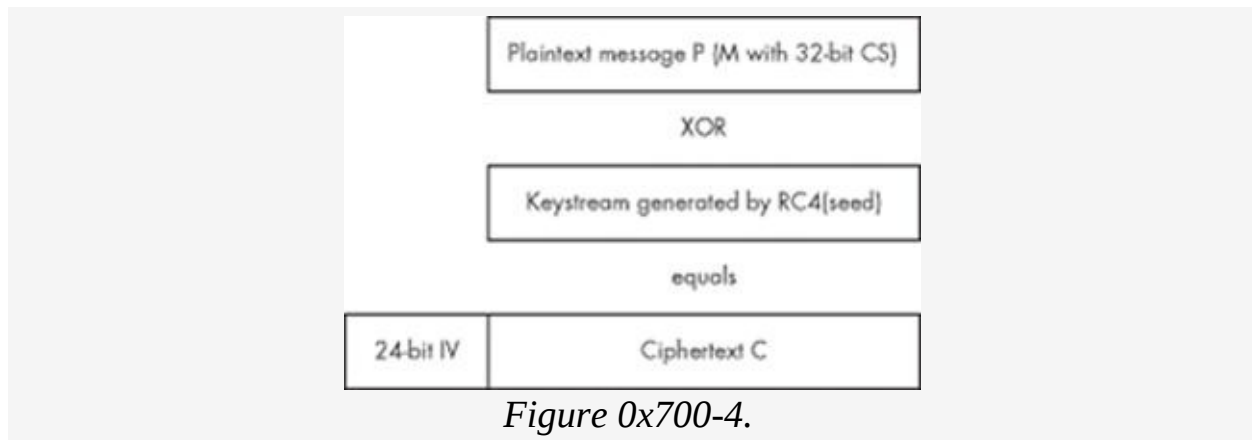 Plaintext message P (M with 32-bit CS)
XOR
Keystream generated by RC4(seed)
equals
24-bit IV
Ciphertext C
Figure 0x700-4.